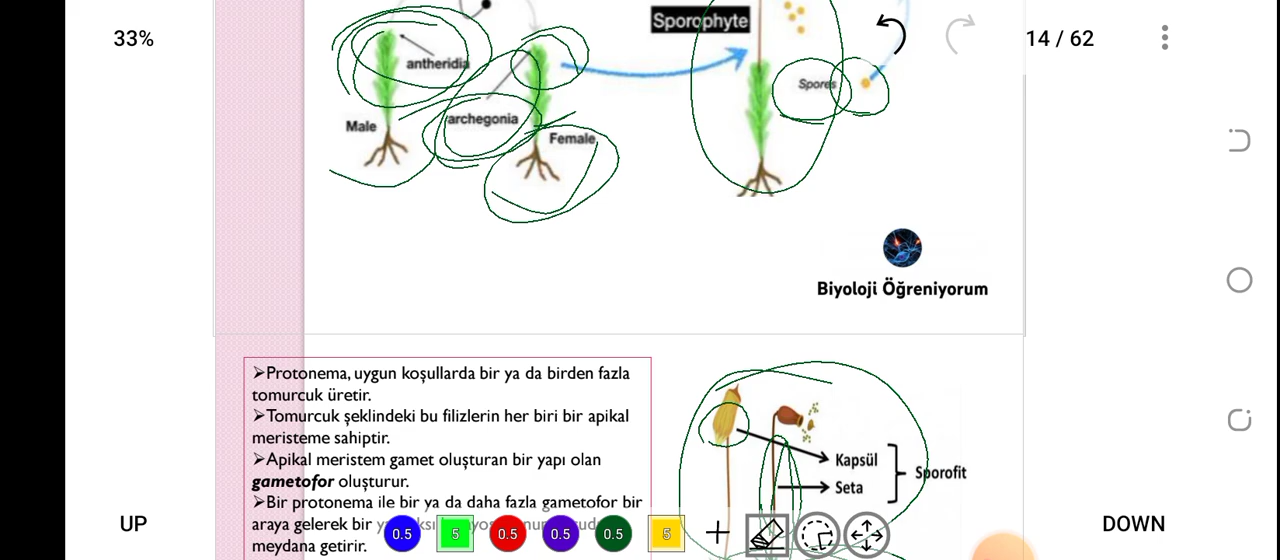 33%
Sporophyte
14 / 62
antheridia
Spores
archegonia
Male
Female
Biyoloji Öğreniyorum
➢Protonema, uygun koşullarda bir ya da birden fazla
tomurcuk üretir.
➢Tomurcuk şeklindeki bu filizlerin her biri bir apikal
meristeme sahiptir.
➢Apikal meristem gamet oluşturan bir yapı olan
gametofor oluşturur.
➢Bir protonema ile bir ya da daha fazla gametofor bir
araya gelerek bir
meydana getirir.
Kapsül
Seta
Sporofit
UP
0.5
5
0.5
0.5
0.5
5
DOWN